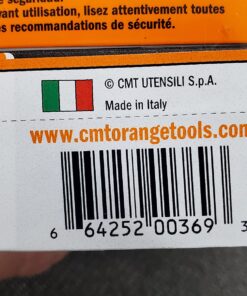 avant utilisation, lisez attentivement toutes
les recommandations de sécurité.
© CMT UTENSILI S.p.A.
Made in Italy
www.cmtorangetools.com
6 64252 00369 3